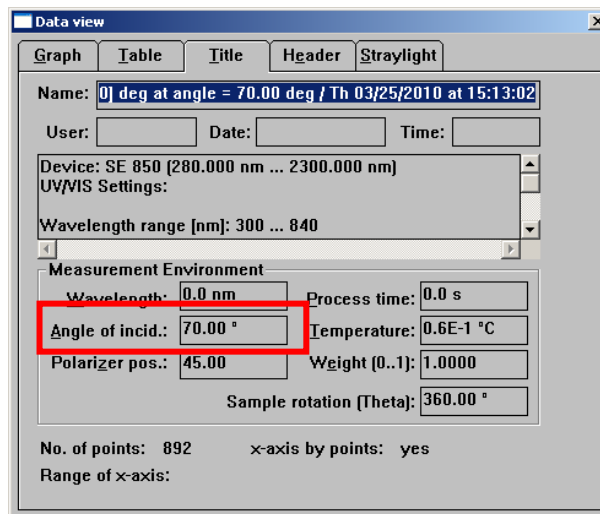 Data view
Graph Table Title Header Straylight
Name: 0] deg at angle = 70.00 deg / Th 03/25/2010 at 15:13:02
User: Date: Time:
Device: SE 850 (280.000 nm ... 2300.000 nm)
UV/VIS Settings:
Wavelength range [nm]: 300 ... 840
Measurement Environment
Wavelength: 0.0 nm Process time: 0.0 s
Angle of incid.: 70.00 ° Temperature: 0.6E-1 °C
Polarizer pos.: 45.00 Weight (0..1): 1.0000
Sample rotation (Theta): 360.00 °
No. of points: 892 x-axis by points: yes
Range of x-axis: